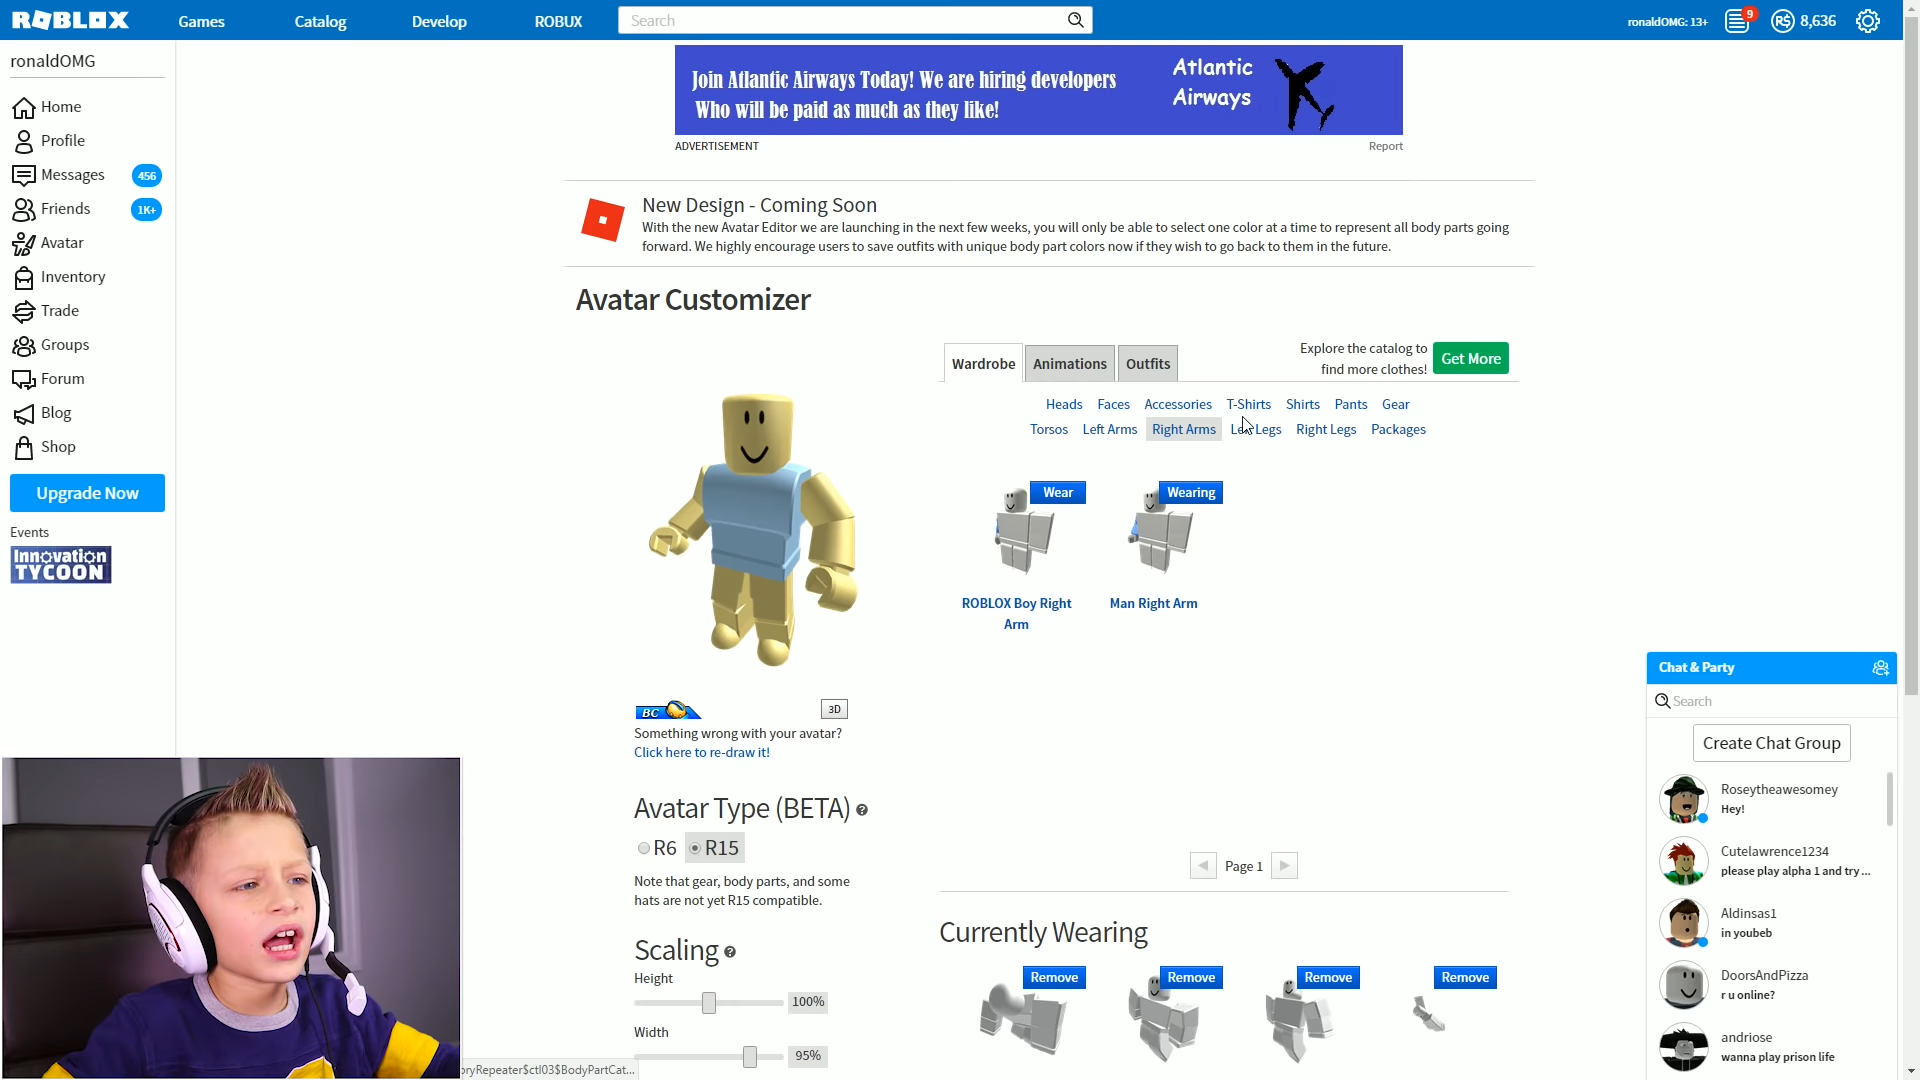 ROBLOX
Games
Catalog
Develop
ROBUX
Search
ronaldOMG: 13+
9
R$ 8,636
ronaldOMG
Home
Profile
Messages 456
Friends 1K+
Avatar
Inventory
Trade
Groups
Forum
Blog
Shop
Upgrade Now
Events
Innovation
TYCOON
Join Atlantic Airways Today! We are hiring developers
Who will be paid as much as they like!
Atlantic
Airways
ADVERTISEMENT
Report
New Design - Coming Soon
With the new Avatar Editor we are launching in the next few weeks, you will only be able to select one color at a time to represent all body parts going
forward. We highly encourage users to save outfits with unique body part colors now if they wish to go back to them in the future.
Avatar Customizer
Wardrobe
Animations
Outfits
Explore the catalog to
find more clothes!
Get More
Heads Faces Accessories T-Shirts Shirts Pants Gear
Torsos Left Arms Right Arms Left Legs Right Legs Packages
Wear
Wearing
ROBLOX Boy Right
Arm
Man Right Arm
BC
3D
Something wrong with your avatar?
Click here to re-draw it!
Avatar Type (BETA)
R6 R15
Note that gear, body parts, and some
hats are not yet R15 compatible.
Scaling
Height
100%
Width
95%
Page 1
Currently Wearing
Remove
Remove
Remove
Remove
Chat & Party
Search
Create Chat Group
Roseytheawesomey
Hey!
Cutelawrence1234
please play alpha 1 and try ...
Aldinsas1
in youbeb
DoorsAndPizza
r u online?
andriose
wanna play prison life
oryRepeater$ctl03$BodyPartCat...